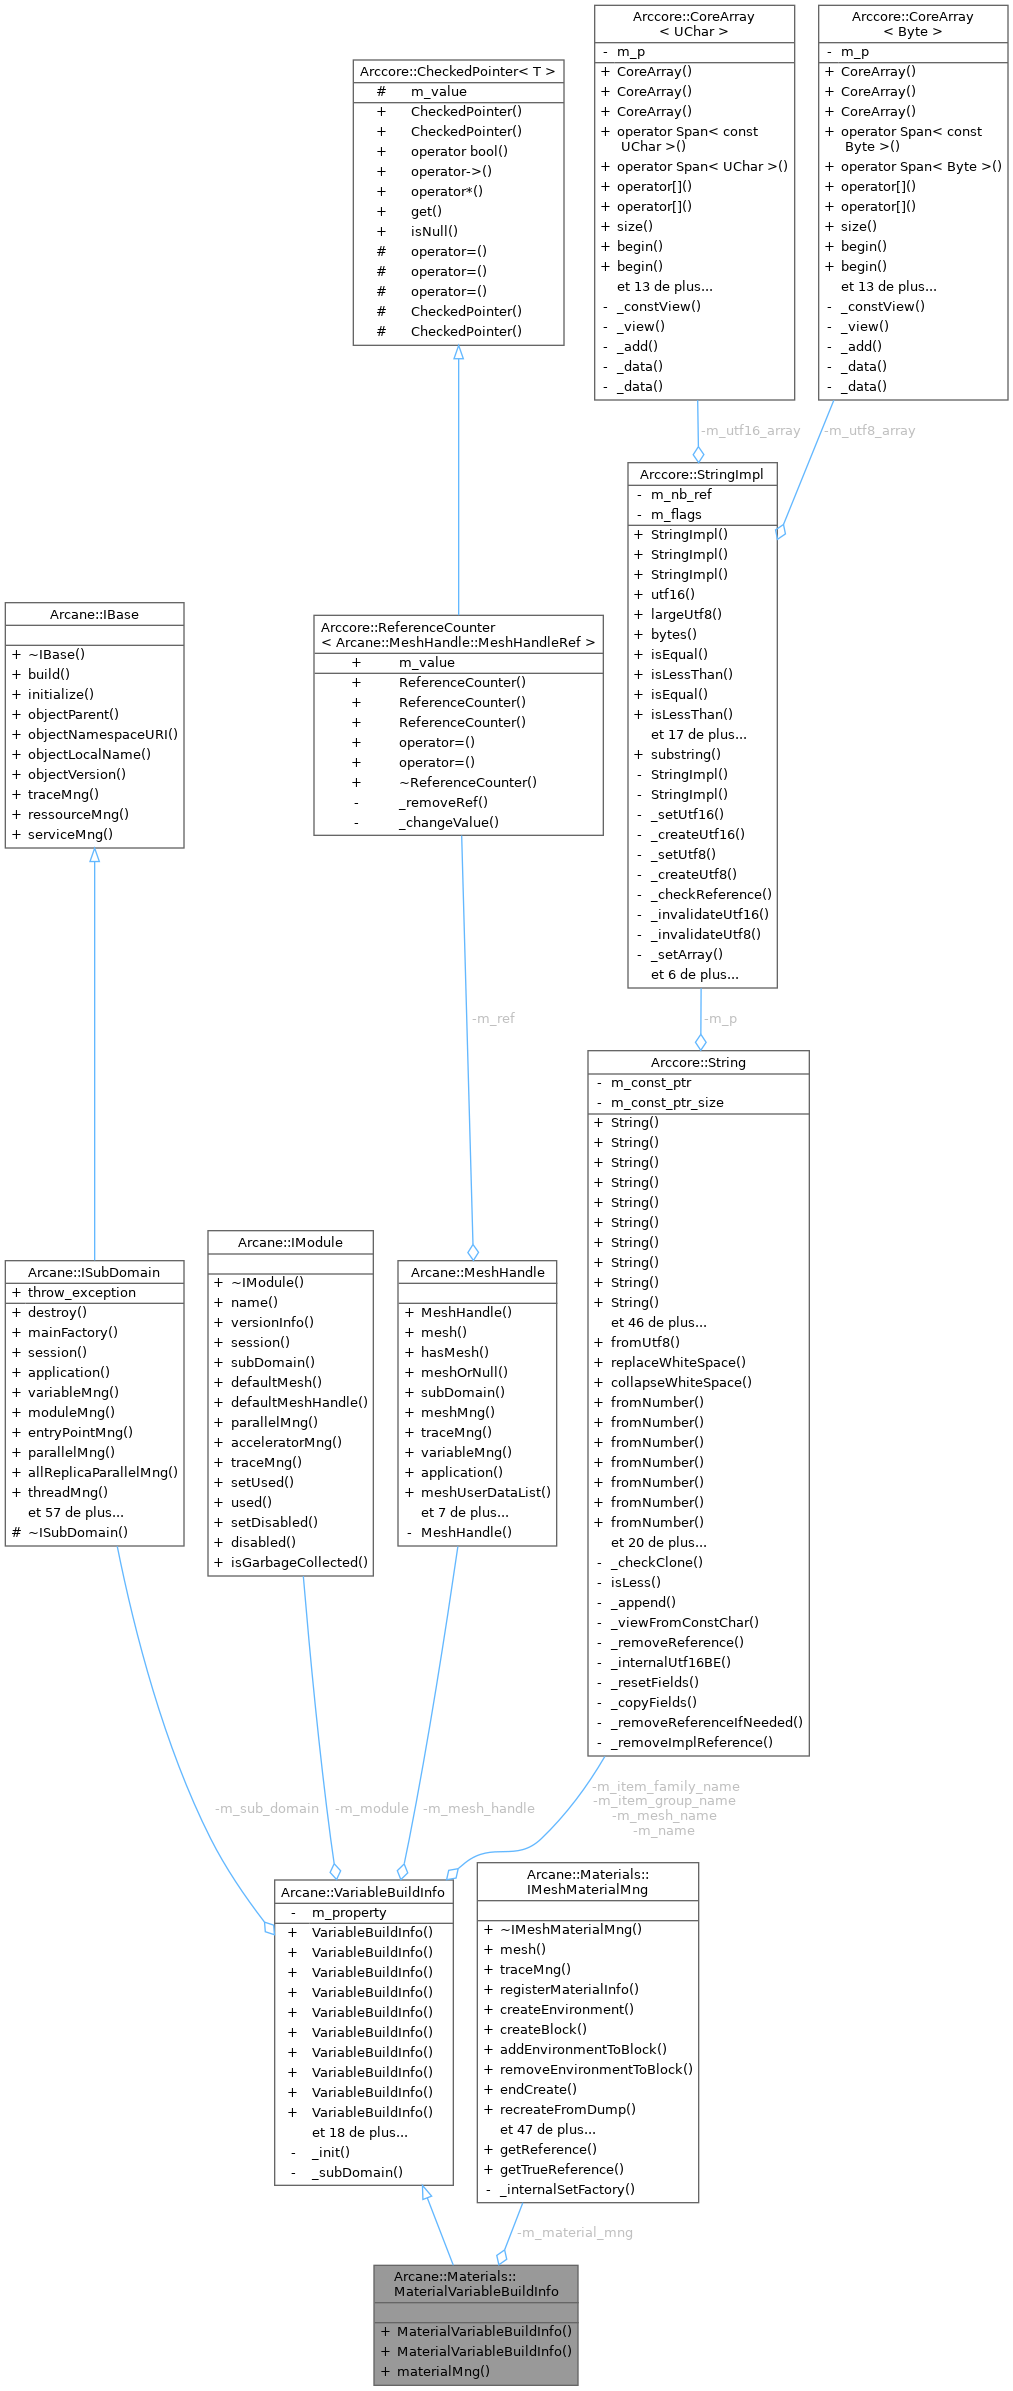 Arccore::CoreArray
< UChar >
- m_p
+ CoreArray()
+ CoreArray()
+ CoreArray()
+ operator Span< const
UChar >()
+ operator Span< UChar >()
+ operator[]()
+ operator[]()
+ size()
+ begin()
+ begin()
et 13 de plus...
- _constView()
- _view()
- _add()
- _data()
- _data()
Arccore::CoreArray
< Byte >
- m_p
+ CoreArray()
+ CoreArray()
+ CoreArray()
+ operator Span< const
Byte >()
+ operator Span< Byte >()
+ operator[]()
+ operator[]()
+ size()
+ begin()
+ begin()
et 13 de plus...
- _constView()
- _view()
- _add()
- _data()
- _data()
Arccore::CheckedPointer< T >
# m_value
+ CheckedPointer()
+ CheckedPointer()
+ operator bool()
+ operator->()
+ operator*()
+ get()
+ isNull()
# operator=()
# operator=()
# operator=()
# CheckedPointer()
# CheckedPointer()
-m_utf16_array
-m_utf8_array
Arccore::StringImpl
- m_nb_ref
- m_flags
+ StringImpl()
+ StringImpl()
+ StringImpl()
+ utf16()
+ largeUtf8()
+ bytes()
+ isEqual()
+ isLessThan()
+ isEqual()
+ isLessThan()
et 17 de plus...
+ substring()
- StringImpl()
- StringImpl()
- _setUtf16()
- _createUtf16()
- _setUtf8()
- _createUtf8()
- _checkReference()
- _invalidateUtf16()
- _invalidateUtf8()
- _setArray()
et 6 de plus...
Arcane::IBase
+ ~IBase()
+ build()
+ initialize()
+ objectParent()
+ objectNamespaceURI()
+ objectLocalName()
+ objectVersion()
+ traceMng()
+ ressourceMng()
+ serviceMng()
Arccore::ReferenceCounter
< Arcane::MeshHandle::MeshHandleRef >
+ m_value
+ ReferenceCounter()
+ ReferenceCounter()
+ ReferenceCounter()
+ operator=()
+ operator=()
+ ~ReferenceCounter()
- _removeRef()
- _changeValue()
-m_ref
-m_p
Arccore::String
- m_const_ptr
- m_const_ptr_size
+ String()
+ String()
+ String()
+ String()
+ String()
+ String()
+ String()
+ String()
+ String()
+ String()
et 46 de plus...
+ fromUtf8()
+ replaceWhiteSpace()
+ collapseWhiteSpace()
+ fromNumber()
+ fromNumber()
+ fromNumber()
+ fromNumber()
+ fromNumber()
+ fromNumber()
+ fromNumber()
et 20 de plus...
- _checkClone()
- isLess()
- _append()
- _viewFromConstChar()
- _removeReference()
- _internalUtf16BE()
- _resetFields()
- _copyFields()
- _removeReferenceIfNeeded()
- _removeImplReference()
Arcane::ISubDomain
+ throw_exception
+ destroy()
+ mainFactory()
+ session()
+ application()
+ variableMng()
+ moduleMng()
+ entryPointMng()
+ parallelMng()
+ allReplicaParallelMng()
+ threadMng()
et 57 de plus...
# ~ISubDomain()
Arcane::IModule
+ ~IModule()
+ name()
+ versionInfo()
+ session()
+ subDomain()
+ defaultMesh()
+ defaultMeshHandle()
+ parallelMng()
+ acceleratorMng()
+ traceMng()
+ setUsed()
+ used()
+ setDisabled()
+ disabled()
+ isGarbageCollected()
Arcane::MeshHandle
+ MeshHandle()
+ mesh()
+ hasMesh()
+ meshOrNull()
+ subDomain()
+ meshMng()
+ traceMng()
+ variableMng()
+ application()
+ meshUserDataList()
et 7 de plus...
- MeshHandle()
-m_sub_domain
-m_module
-m_mesh_handle
-m_item_family_name
-m_item_group_name
-m_mesh_name
-m_name
Arcane::VariableBuildInfo
- m_property
+ VariableBuildInfo()
+ VariableBuildInfo()
+ VariableBuildInfo()
+ VariableBuildInfo()
+ VariableBuildInfo()
+ VariableBuildInfo()
+ VariableBuildInfo()
+ VariableBuildInfo()
+ VariableBuildInfo()
+ VariableBuildInfo()
et 18 de plus...
- _init()
- _subDomain()
Arcane::Materials::
IMeshMaterialMng
+ ~IMeshMaterialMng()
+ mesh()
+ traceMng()
+ registerMaterialInfo()
+ createEnvironment()
+ createBlock()
+ addEnvironmentToBlock()
+ removeEnvironmentToBlock()
+ endCreate()
+ recreateFromDump()
et 47 de plus...
+ getReference()
+ getTrueReference()
- _internalSetFactory()
-m_material_mng
Arcane::Materials::
MaterialVariableBuildInfo
+ MaterialVariableBuildInfo()
+ MaterialVariableBuildInfo()
+ materialMng()